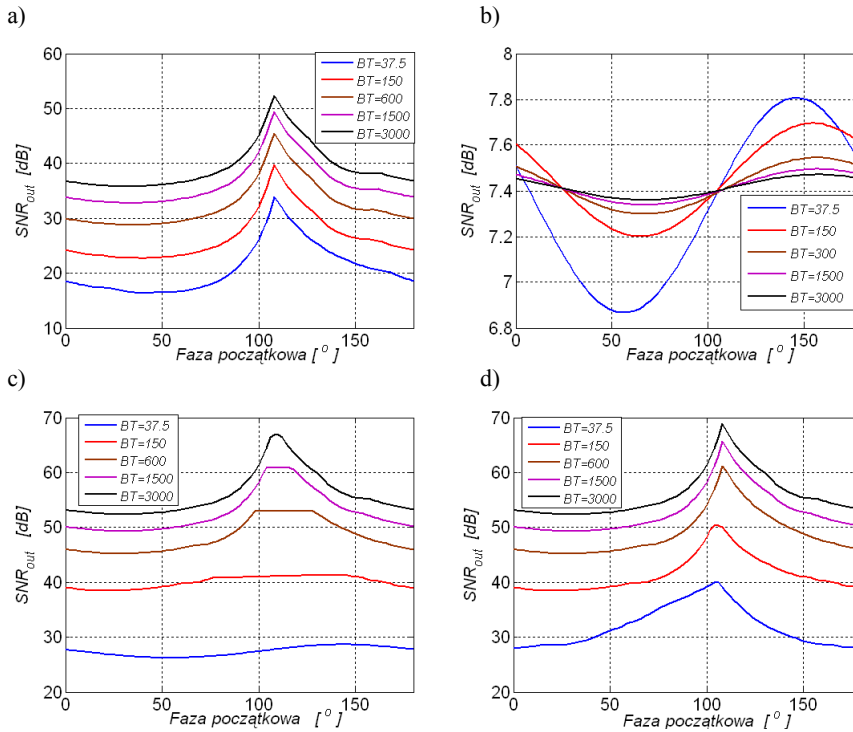 a)
60
50
40
30
20
10
0
50
100
150
SNRout [dB]
Faza początkowa [ o ]
BT=37.5
BT=150
BT=600
BT=1500
BT=3000
b)
8
7.8
7.6
7.4
7.2
7
6.8
0
50
100
150
SNRout [dB]
Faza początkowa [ o ]
BT=37.5
BT=150
BT=300
BT=1500
BT=3000
c)
70
60
50
40
30
20
0
50
100
150
SNRout [dB]
Faza początkowa [ o ]
BT=37.5
BT=150
BT=600
BT=1500
BT=3000
d)
70
60
50
40
30
20
0
50
100
150
SNRout [dB]
Faza początkowa [ o ]
BT=37.5
BT=150
BT=600
BT=1500
BT=3000